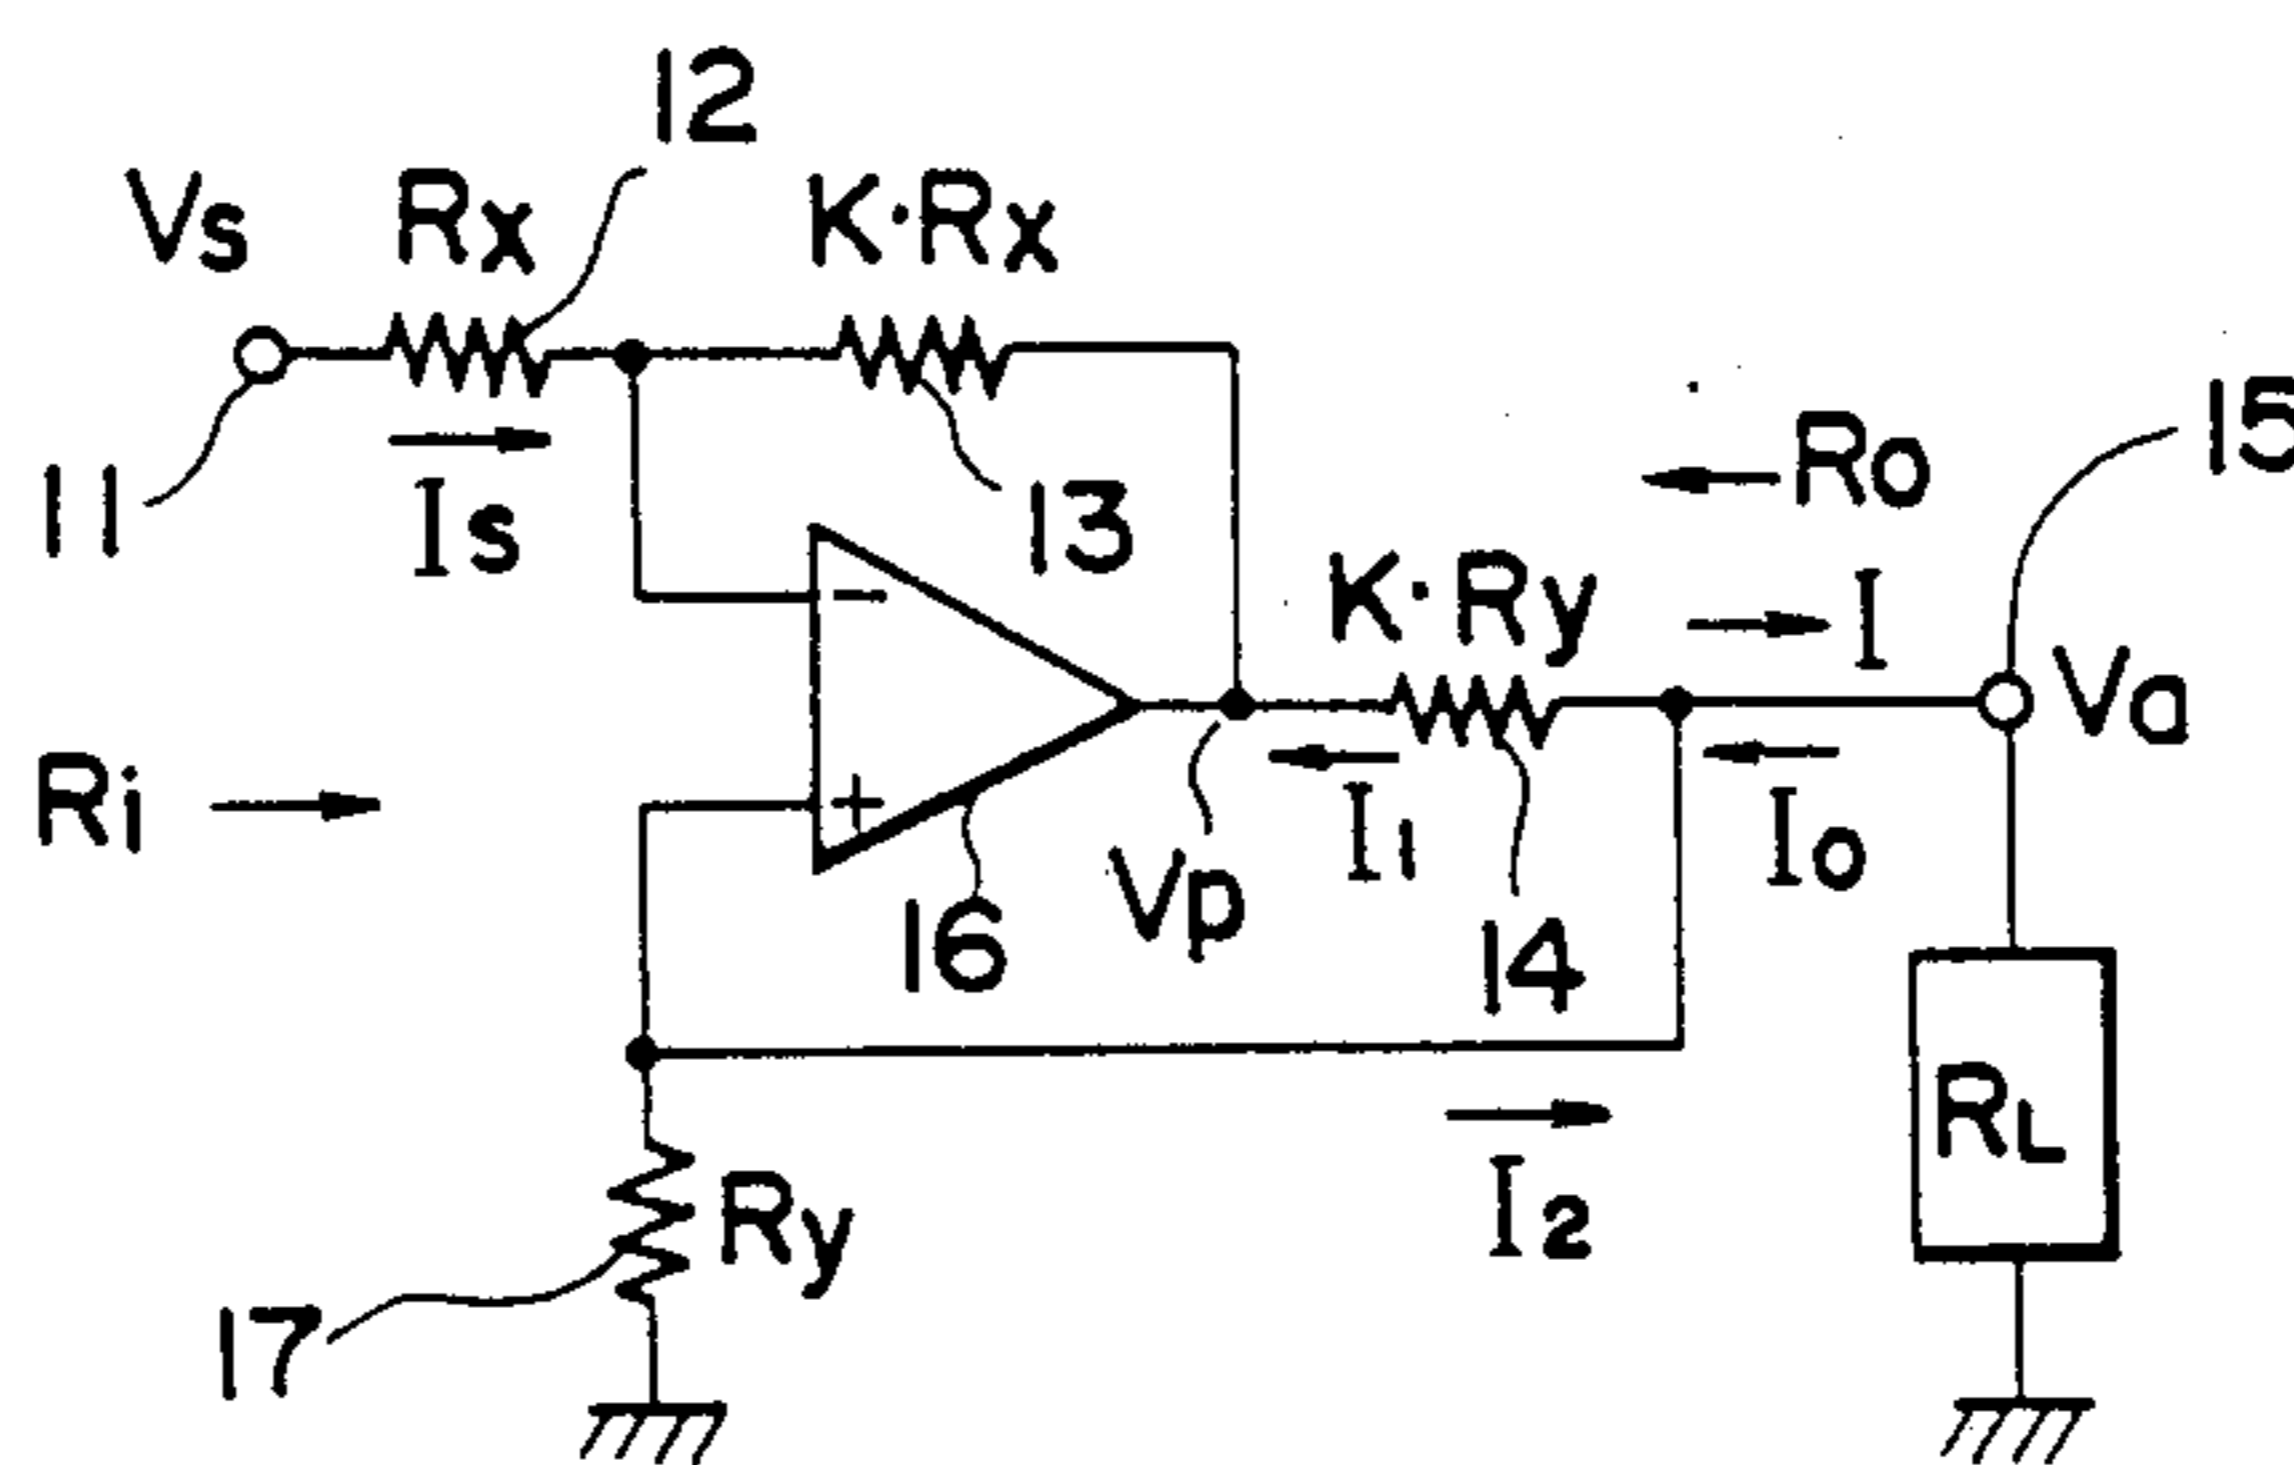 12
Vs Rx K·Rx
11
Is
13
Ro
15
K·Ry
I
Va
−
Ri
+
I1
Io
16
Vp
14
RL
I2
Ry
17